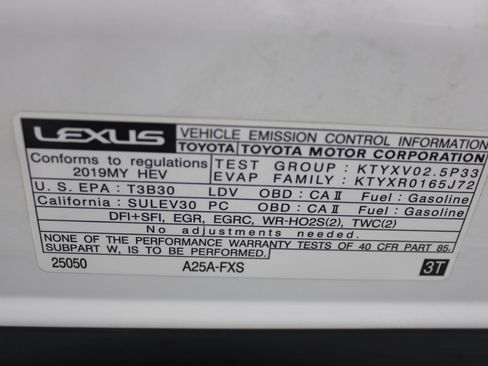 LEXUS VEHICLE EMISSION CONTROL INFORMATION
TOYOTA TOYOTA MOTOR CORPORATION
Conforms to regulations TEST GROUP : KTYXV02.5P33
2019MY HEV EVAP FAMILY : KTYXR0165J72
U.S. EPA : T3B30 LDV OBD : CA II Fuel : Gasoline
California : SULEV30 PC OBD : CA II Fuel : Gasoline
DFI+SFI, EGR, EGRC, WR-HO2S(2), TWC(2)
No adjustments needed.
NONE OF THE PERFORMANCE WARRANTY TESTS OF 40 CFR PART 85,
SUBPART W, IS TO BE PERFORMED.
25050 A25A-FXS 3T